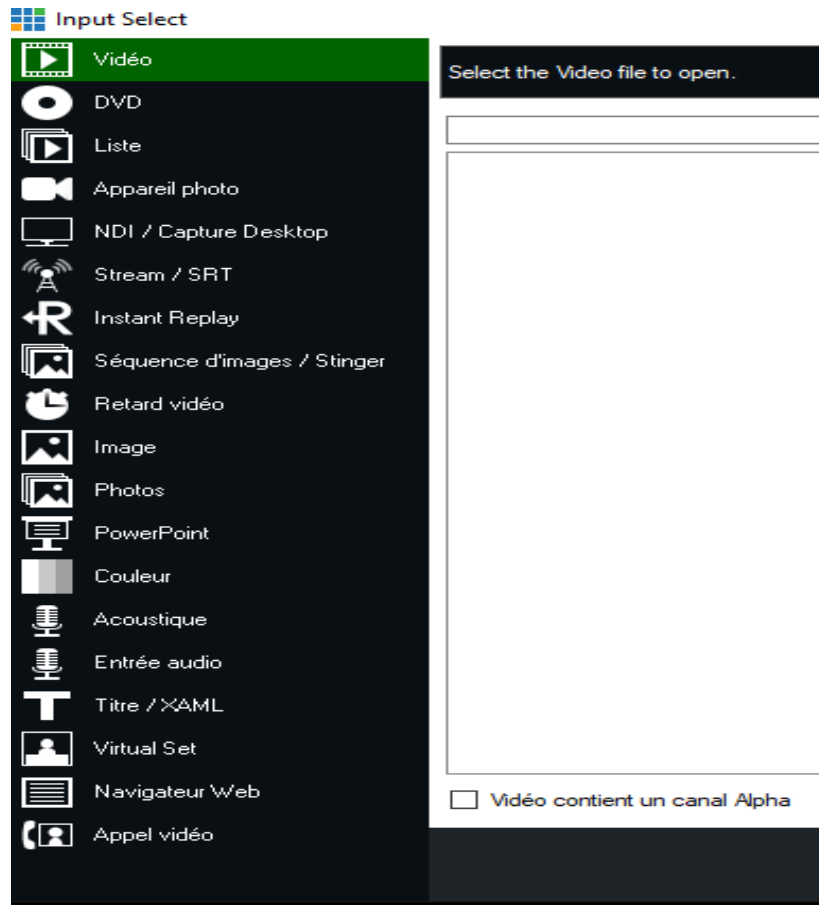 Input Select
Vidéo
DVD
Liste
Appareil photo
NDI / Capture Desktop
Stream / SRT
Instant Replay
Séquence d'images / Stinger
Retard vidéo
Image
Photos
PowerPoint
Couleur
Acoustique
Entrée audio
Titre / XAML
Virtual Set
Navigateur Web
Appel vidéo
Select the Video file to open.
Vidéo contient un canal Alpha